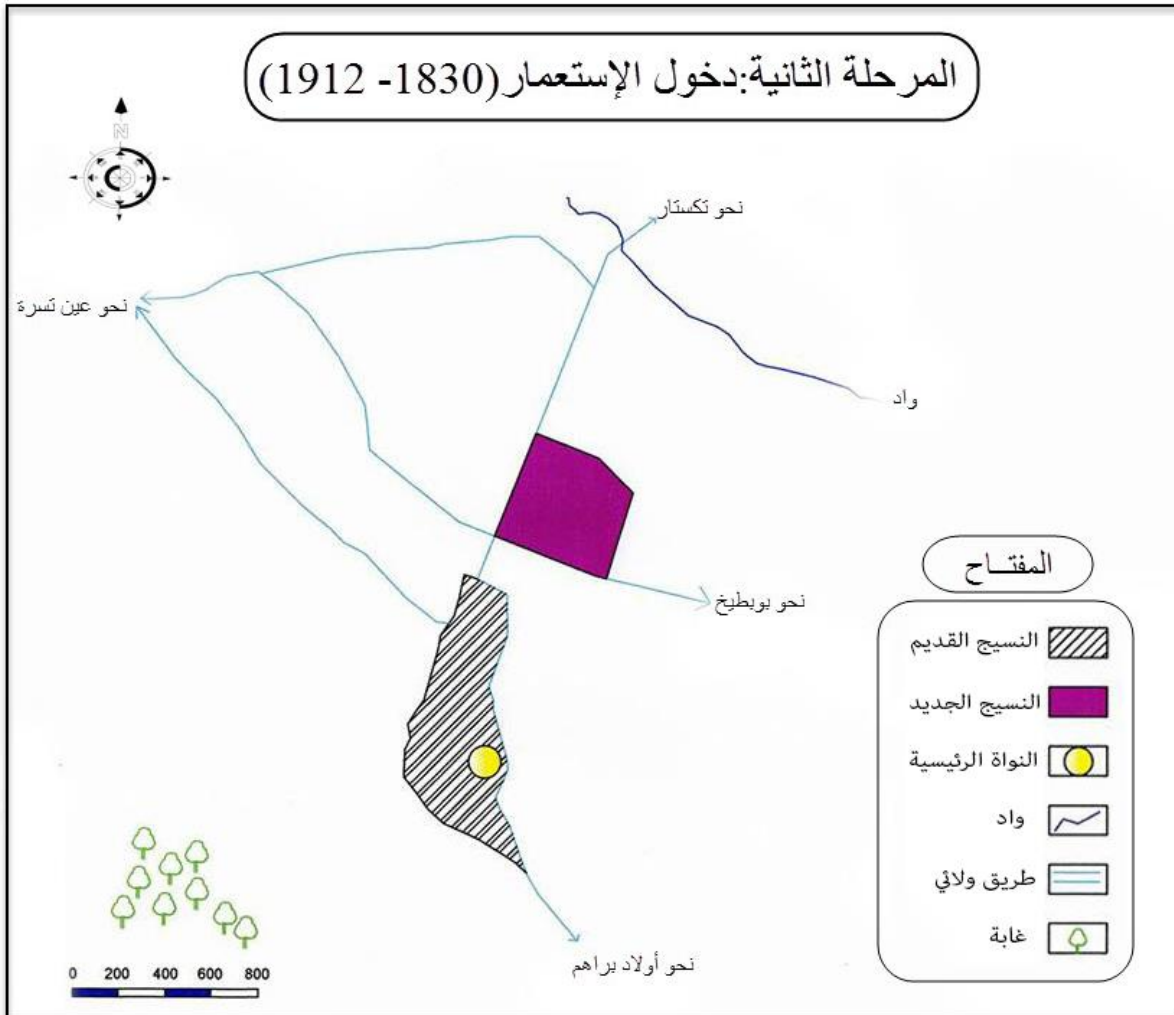 المرحلة الثانية:دخول الإستعمار(1830- 1912)
N
نحو تكستار
نحو عين تسرة
واد
نحو بوبطيخ
نحو أولاد براهم
المفتــاح
النسيج القديم
النسيج الجديد
النواة الرئيسية
واد
طريق ولائي
غابة
0 200 400 600 800